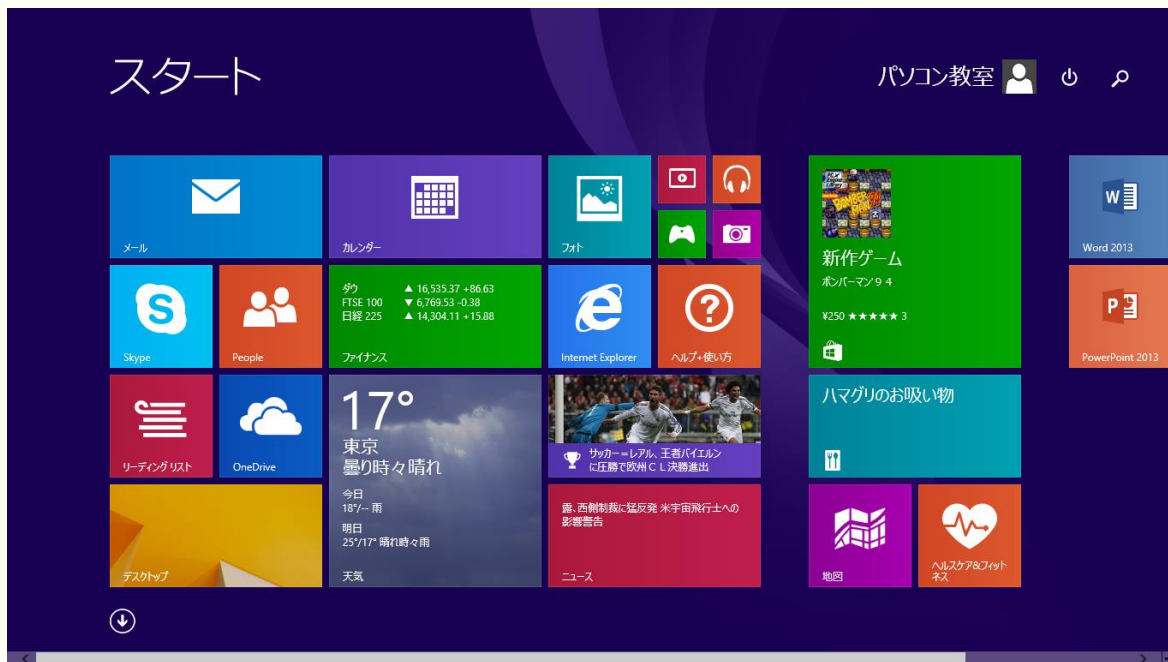 スタート
パソコン教室
メール
カレンダー
フォト
新作ゲーム
ボンバーマン94
¥250 ★★★★★ 3
W
Word 2013
S
Skype
People
ダウ ▲ 16,535.37 +86.63
FTSE 100 ▼ 6,769.53 -0.38
日経 225 ▲ 14,304.11 +15.88
ファイナンス
Internet Explorer
?
ヘルプ+使い方
P
PowerPoint 2013
リーディング リスト
OneDrive
17°
東京
曇り時々晴れ
今日
18°/-- 雨
明日
25°/17° 晴れ時々雨
天気
サッカー=レアル、王者バイエルン
に圧勝で欧州CL決勝進出
ハマグリのお吸い物
デスクトップ
露、西側制裁に猛反発 米宇宙飛行士への
影響警告
ニュース
地図
ヘルスケア&フィット
ネス